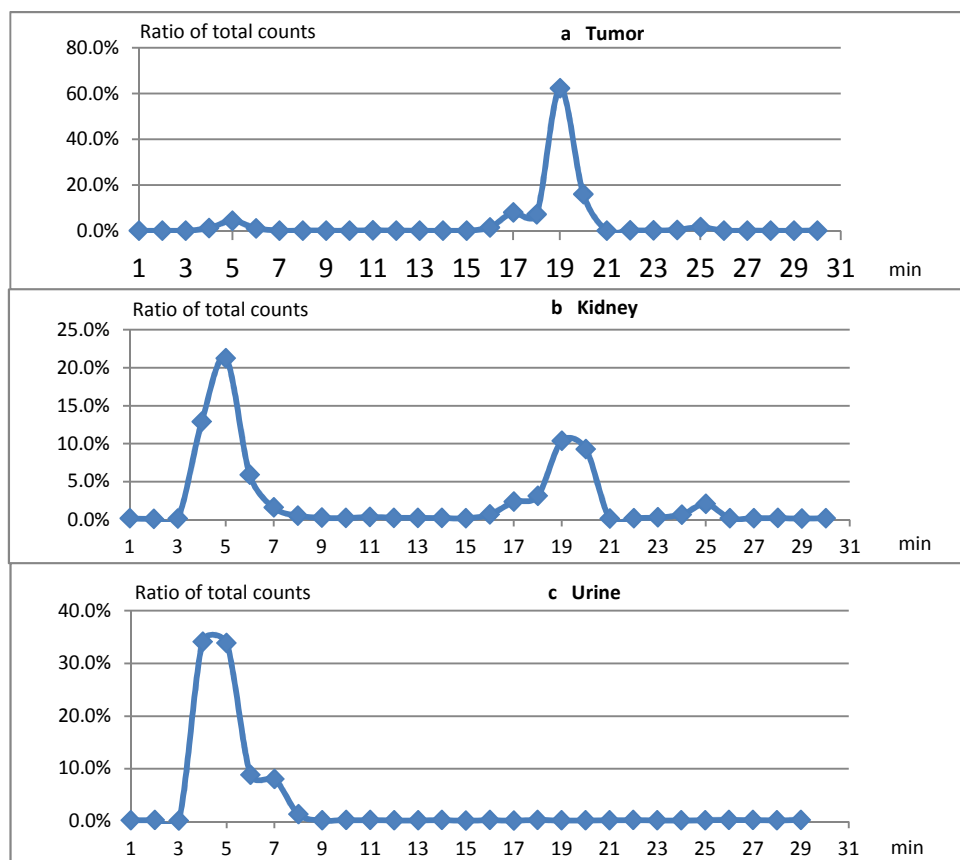 Ratio of total counts a Tumor
80.0%
60.0%
40.0%
20.0%
0.0%
1 3 5 7 9 11 13 15 17 19 21 23 25 27 29 31 min
Ratio of total counts b Kidney
25.0%
20.0%
15.0%
10.0%
5.0%
0.0%
1 3 5 7 9 11 13 15 17 19 21 23 25 27 29 31 min
Ratio of total counts c Urine
40.0%
30.0%
20.0%
10.0%
0.0%
1 3 5 7 9 11 13 15 17 19 21 23 25 27 29 31 min